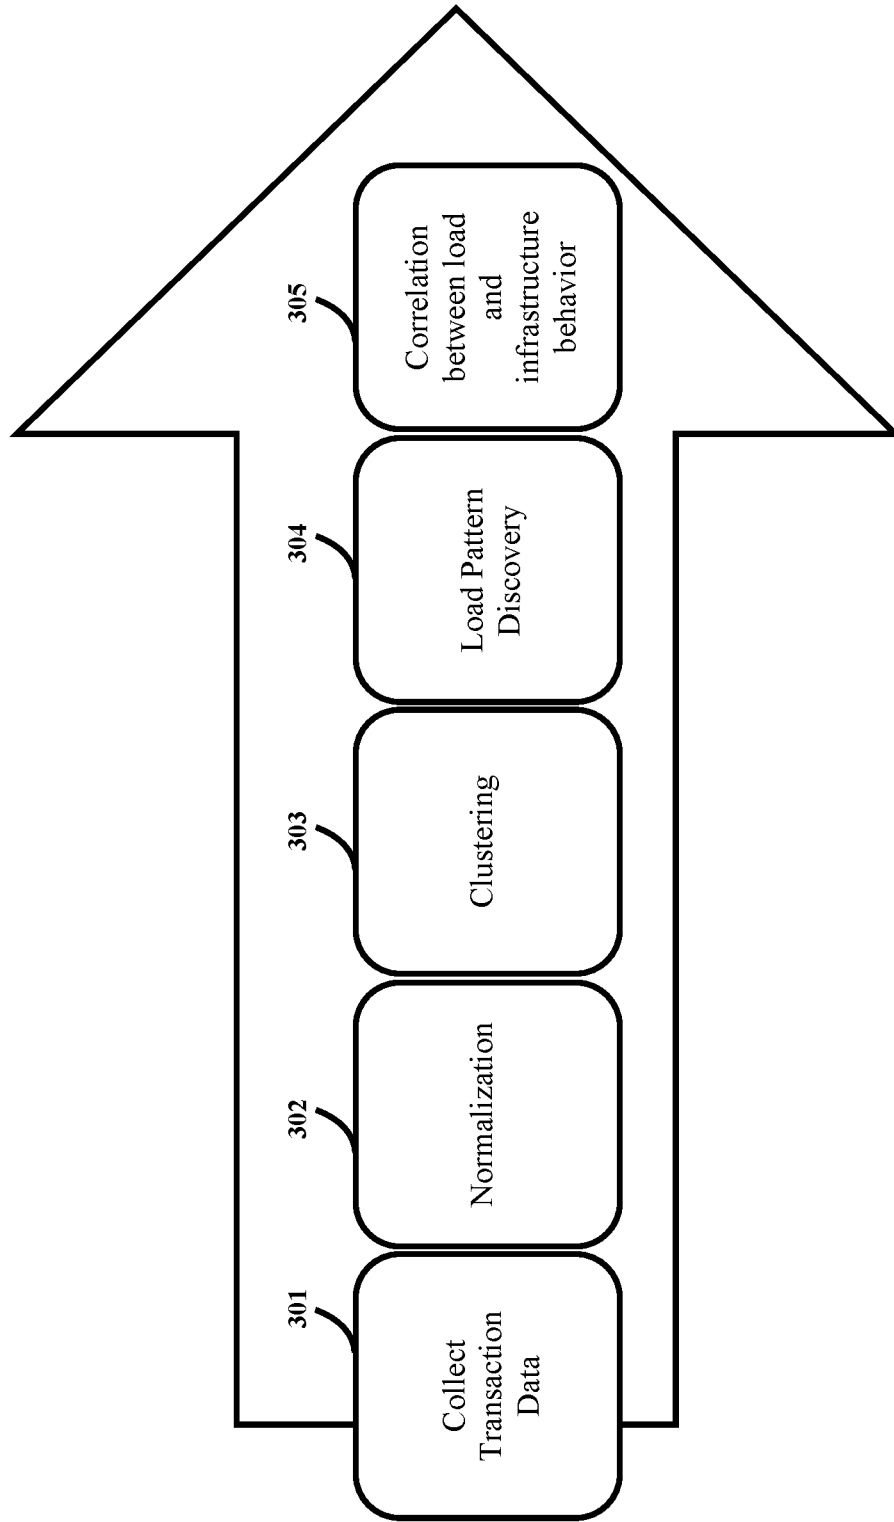 301
Collect
Transaction
Data
302
Normalization
303
Clustering
304
Load Pattern
Discovery
305
Correlation
between load
and
infrastructure
behavior